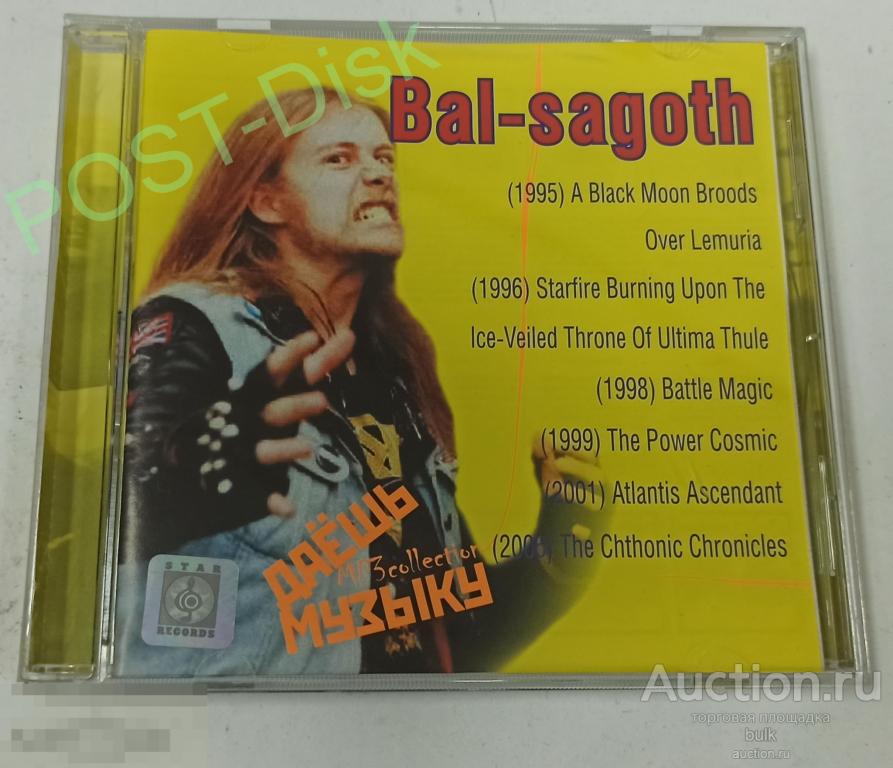 POST-Disk
Bal-sagoth
(1995) A Black Moon Broods
Over Lemuria
(1996) Starfire Burning Upon The
Ice-Veiled Throne Of Ultima Thule
(1998) Battle Magic
(1999) The Power Cosmic
(2001) Atlantis Ascendant
The Chthonic Chronicles
ДАЁШЬ
MP3collection
МУЗЫКУ
STAR
RECORDS
Auction.ru
торговая площадка
bulk
auction.ru